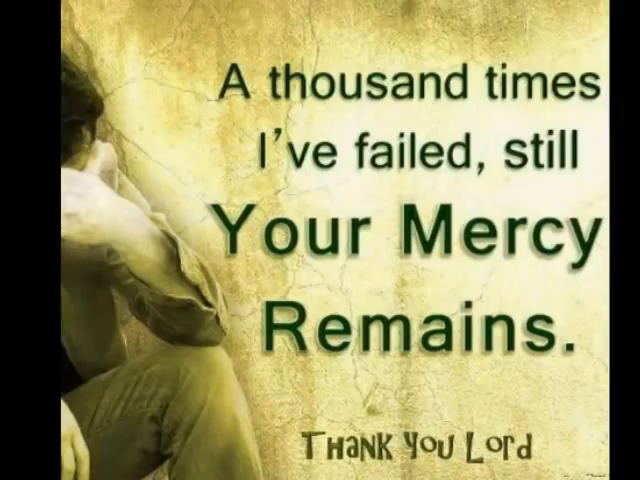 A thousand times
I've failed, still
Your Mercy
Remains.
Thank You Lord